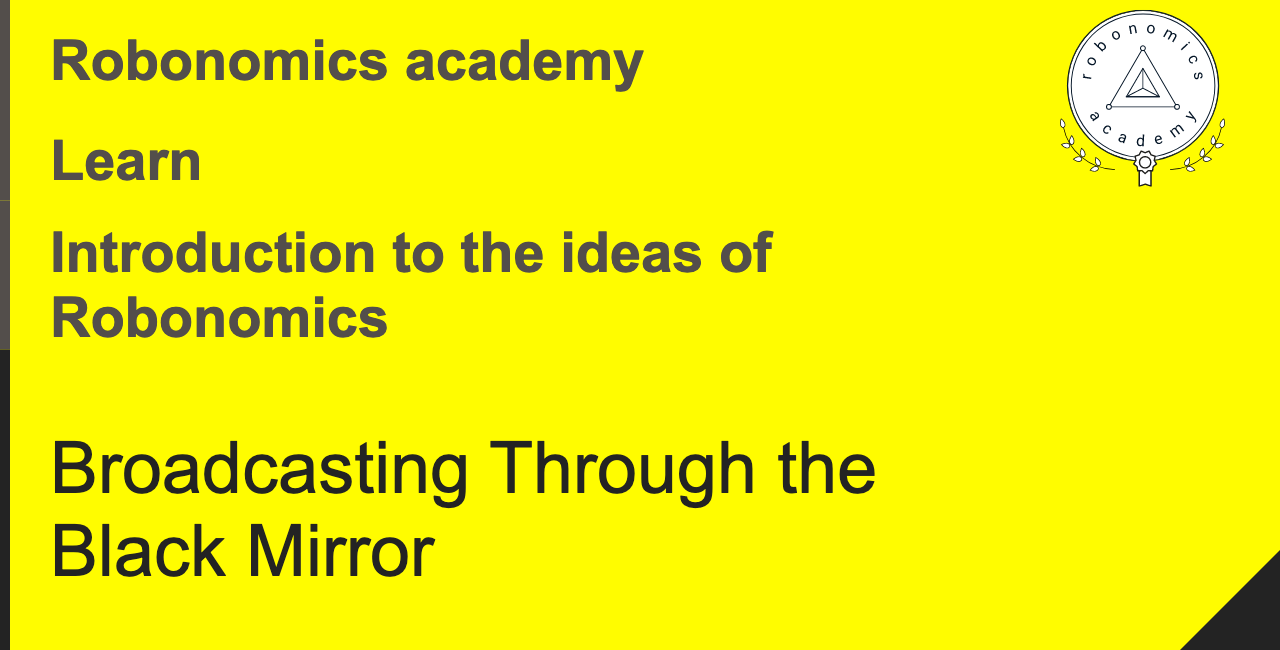 Robonomics academy
Learn
Introduction to the ideas of
Robonomics
Broadcasting Through the
Black Mirror
robonomics
academy